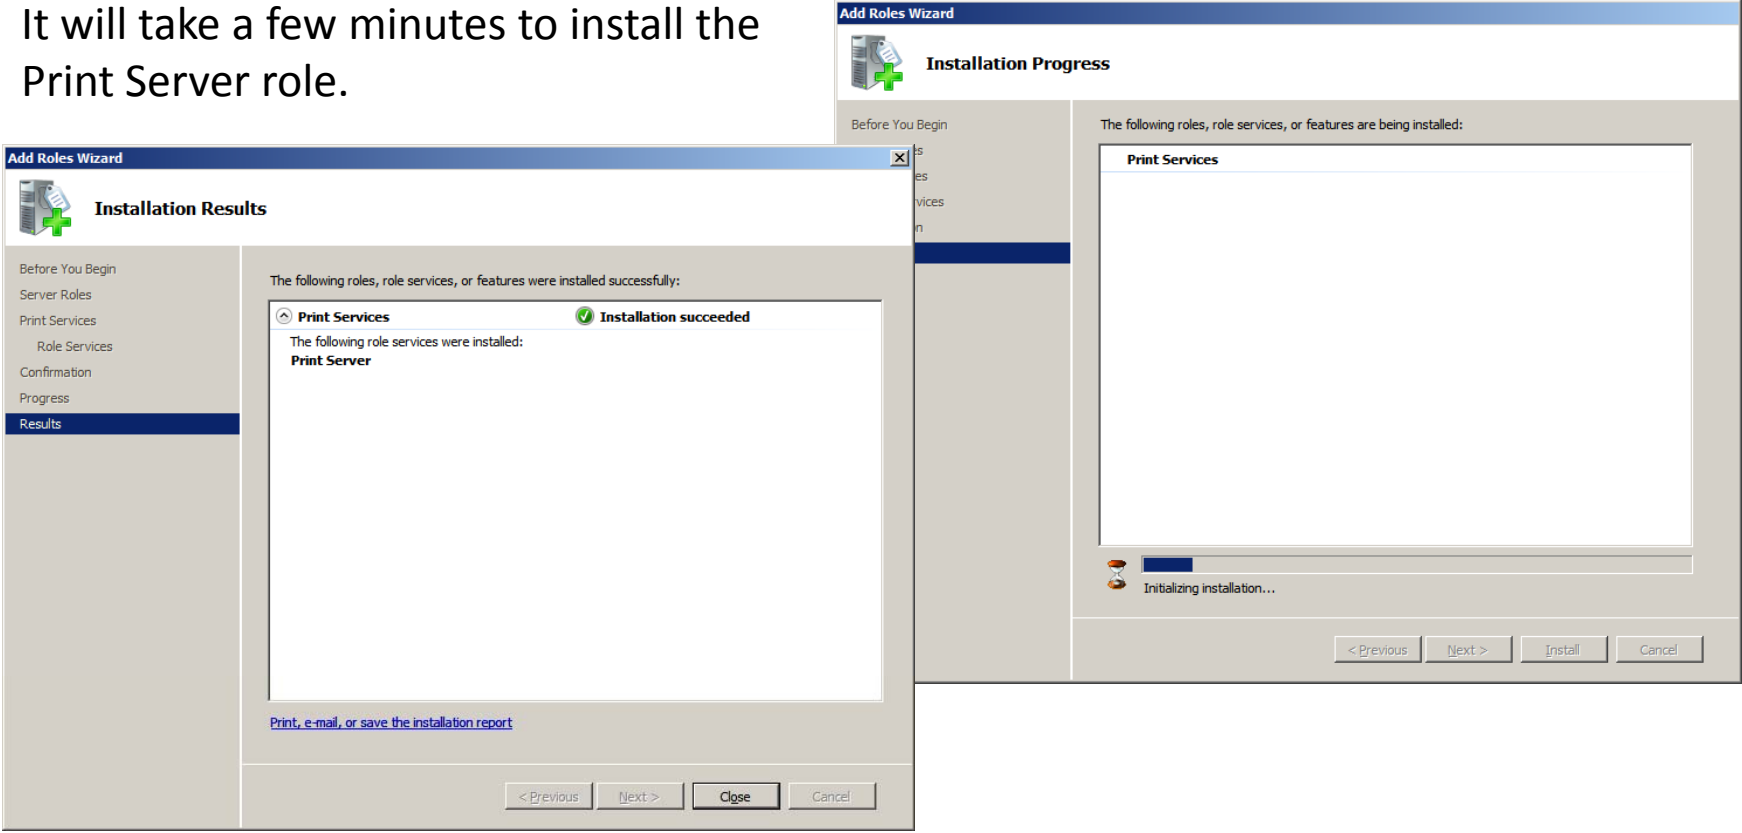 It will take a few minutes to install the
Print Server role.
Add Roles Wizard
Installation Progress
Before You Begin
The following roles, role services, or features are being installed:
Print Services
Initializing installation...
< Previous
Next >
Install
Cancel
Add Roles Wizard
Installation Results
Before You Begin
Server Roles
Print Services
Role Services
Confirmation
Progress
Results
The following roles, role services, or features were installed successfully:
Print Services
Installation succeeded
The following role services were installed:
Print Server
Print, e-mail, or save the installation report
< Previous
Next >
Close
Cancel